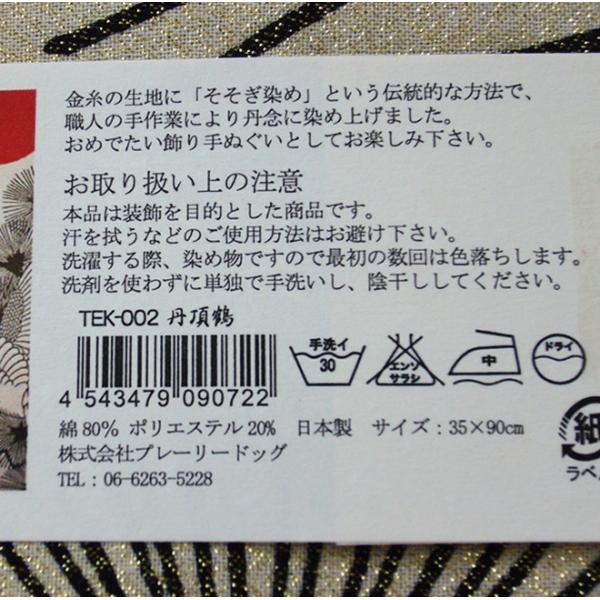 金糸の生地に「そそぎ染め」という伝統的な方法で、
職人の手作業により丹念に染め上げました。
おめでたい飾り手ぬぐいとしてお楽しみ下さい。
お取り扱い上の注意
本品は装飾を目的とした商品です。
汗を拭うなどのご使用方法はお避け下さい。
洗濯する際、染め物ですので最初の数回は色落ちします。
洗剤を使わずに単独で手洗いし、陰干ししてください。
TEK-002 丹頂鶴
手洗イ 30 エンソ サラシ 中 ドライ
4 543479 090722
綿80% ポリエステル20% 日本製 サイズ：35×90cm
株式会社プレーリードッグ
TEL：06-6263-5228
紙